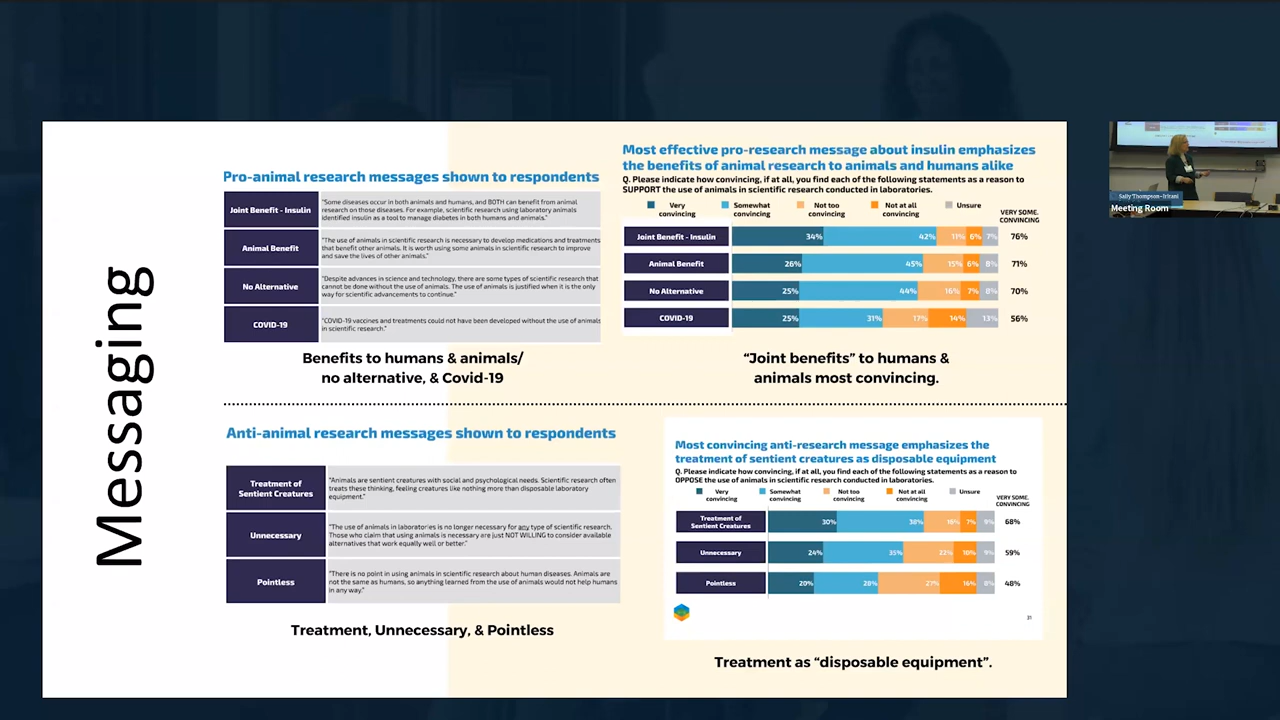 Messaging
Pro-animal research messages shown to respondents
Joint Benefit - Insulin
"Some diseases occur in both animals and humans, and BOTH can benefit from animal
research on those diseases. For example, scientific research using laboratory animals
identified insulin as a tool to manage diabetes in both humans and animals."
Animal Benefit
"The use of animals in scientific research is necessary to develop medications and treatments
that benefit other animals. It is worth using some animals in scientific research to improve
and save the lives of other animals."
No Alternative
"Despite advances in science and technology, there are some types of scientific research that
cannot be done without the use of animals. The use of animals is justified when it is the only
way for scientific advancements to continue."
COVID-19
"COVID-19 vaccines and treatments could not have been developed without the use of animals
in scientific research."
Benefits to humans & animals/
no alternative, & Covid-19
Most effective pro-research message about insulin emphasizes
the benefits of animal research to animals and humans alike
Q. Please indicate how convincing, if at all, you find each of the following statements as a reason to
SUPPORT the use of animals in scientific research conducted in laboratories.
Very convincing
Somewhat convincing
Not too convincing
Not at all convincing
Unsure
VERY/SOME.
CONVINCING
Joint Benefit - Insulin 34% 42% 11% 6% 7% 76%
Animal Benefit 26% 45% 15% 6% 8% 71%
No Alternative 25% 44% 16% 7% 8% 70%
COVID-19 25% 31% 17% 14% 13% 56%
"Joint benefits" to humans &
animals most convincing.
Anti-animal research messages shown to respondents
Treatment of
Sentient Creatures
"Animals are sentient creatures with social and psychological needs. Scientific research often
treats these thinking, feeling creatures like nothing more than disposable laboratory
equipment."
Unnecessary
"The use of animals in laboratories is no longer necessary for any type of scientific research.
Those who claim that using animals is necessary are just NOT WILLING to consider available
alternatives that work equally well or better."
Pointless
"There is no point in using animals in scientific research about human diseases. Animals are
not the same as humans, so anything learned from the use of animals would not help humans
in any way."
Treatment, Unnecessary, & Pointless
Most convincing anti-research message emphasizes the
treatment of sentient creatures as disposable equipment
Q. Please indicate how convincing, if at all, you find each of the following statements as a reason to
OPPOSE the use of animals in scientific research conducted in laboratories.
Very convincing
Somewhat convincing
Not too convincing
Not at all convincing
Unsure
VERY/SOME.
CONVINCING
Treatment of
Sentient Creatures 30% 38% 7% 9% 68%
Unnecessary 24% 35% 10% 9% 59%
Pointless 20% 28% 27% 16% 8% 48%
21
Treatment as "disposable equipment".
Sally Thompson-Iritani
Meeting Room